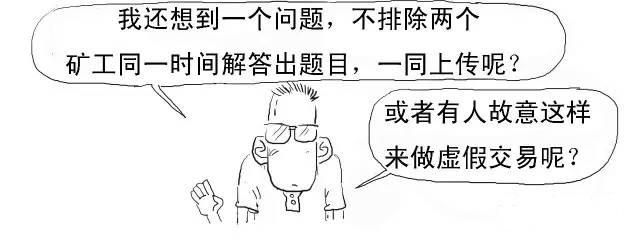 我还想到一个问题，不排除两个
矿工同一时间解答出题目，一同上传呢？
或者有人故意这样
来做虚假交易呢？